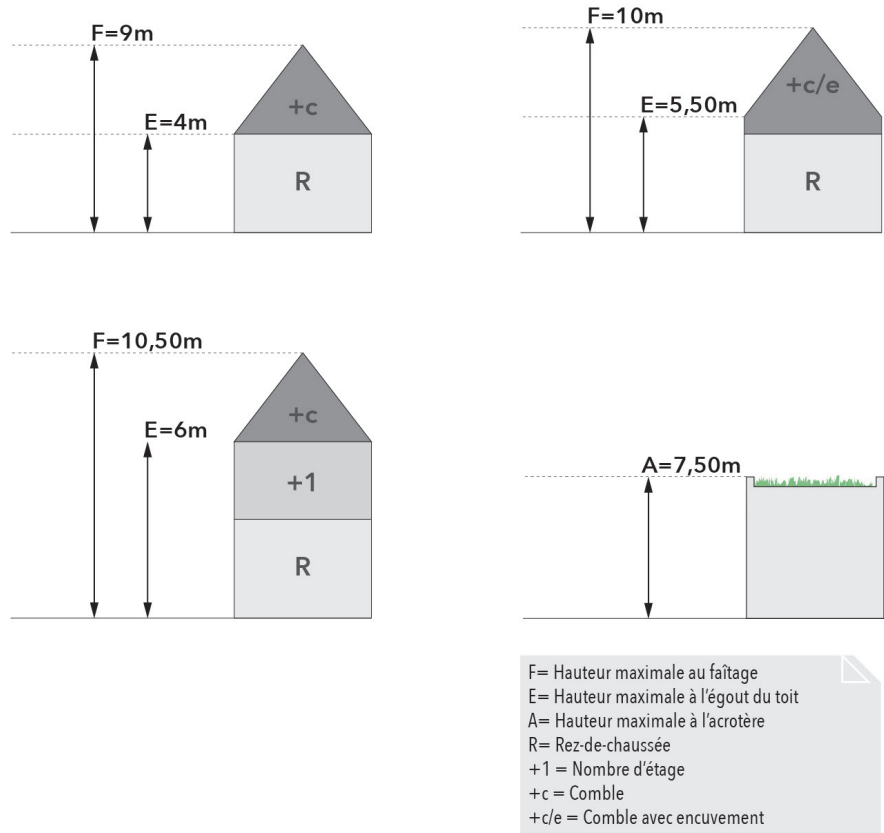 F=9m
E=4m
+c
R
F=10m
E=5,50m
+c/e
R
F=10,50m
E=6m
+c
+1
R
A=7,50m
F= Hauteur maximale au faîtage
E= Hauteur maximale à l'égout du toit
A= Hauteur maximale à l'acrotère
R= Rez-de-chaussée
+1 = Nombre d'étage
+c = Comble
+c/e = Comble avec encuvement